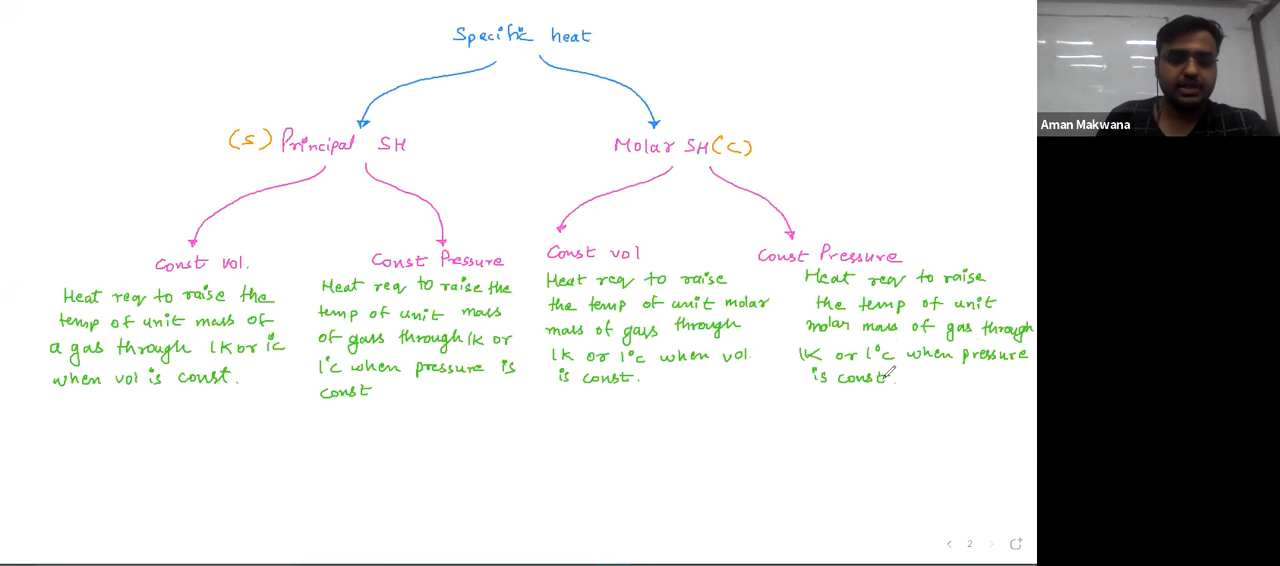 Specific heat
(S) Principal SH
Molar SH (C)
Const vol.
Heat req to raise the
temp of unit mass of
a gas through 1K or 1°c
when vol is const.
Const Pressure
Heat req to raise the
temp of unit mass
of gass through 1K or
1°c when pressure is
const
Const vol
Heat req to raise
the temp of unit molar
mass of gass through
1K or 1°c when vol.
is const.
Const Pressure
Heat req to raise
the temp of unit
molar mass of gas through
1K or 1°c when pressure
is const.
Aman Makwana
2